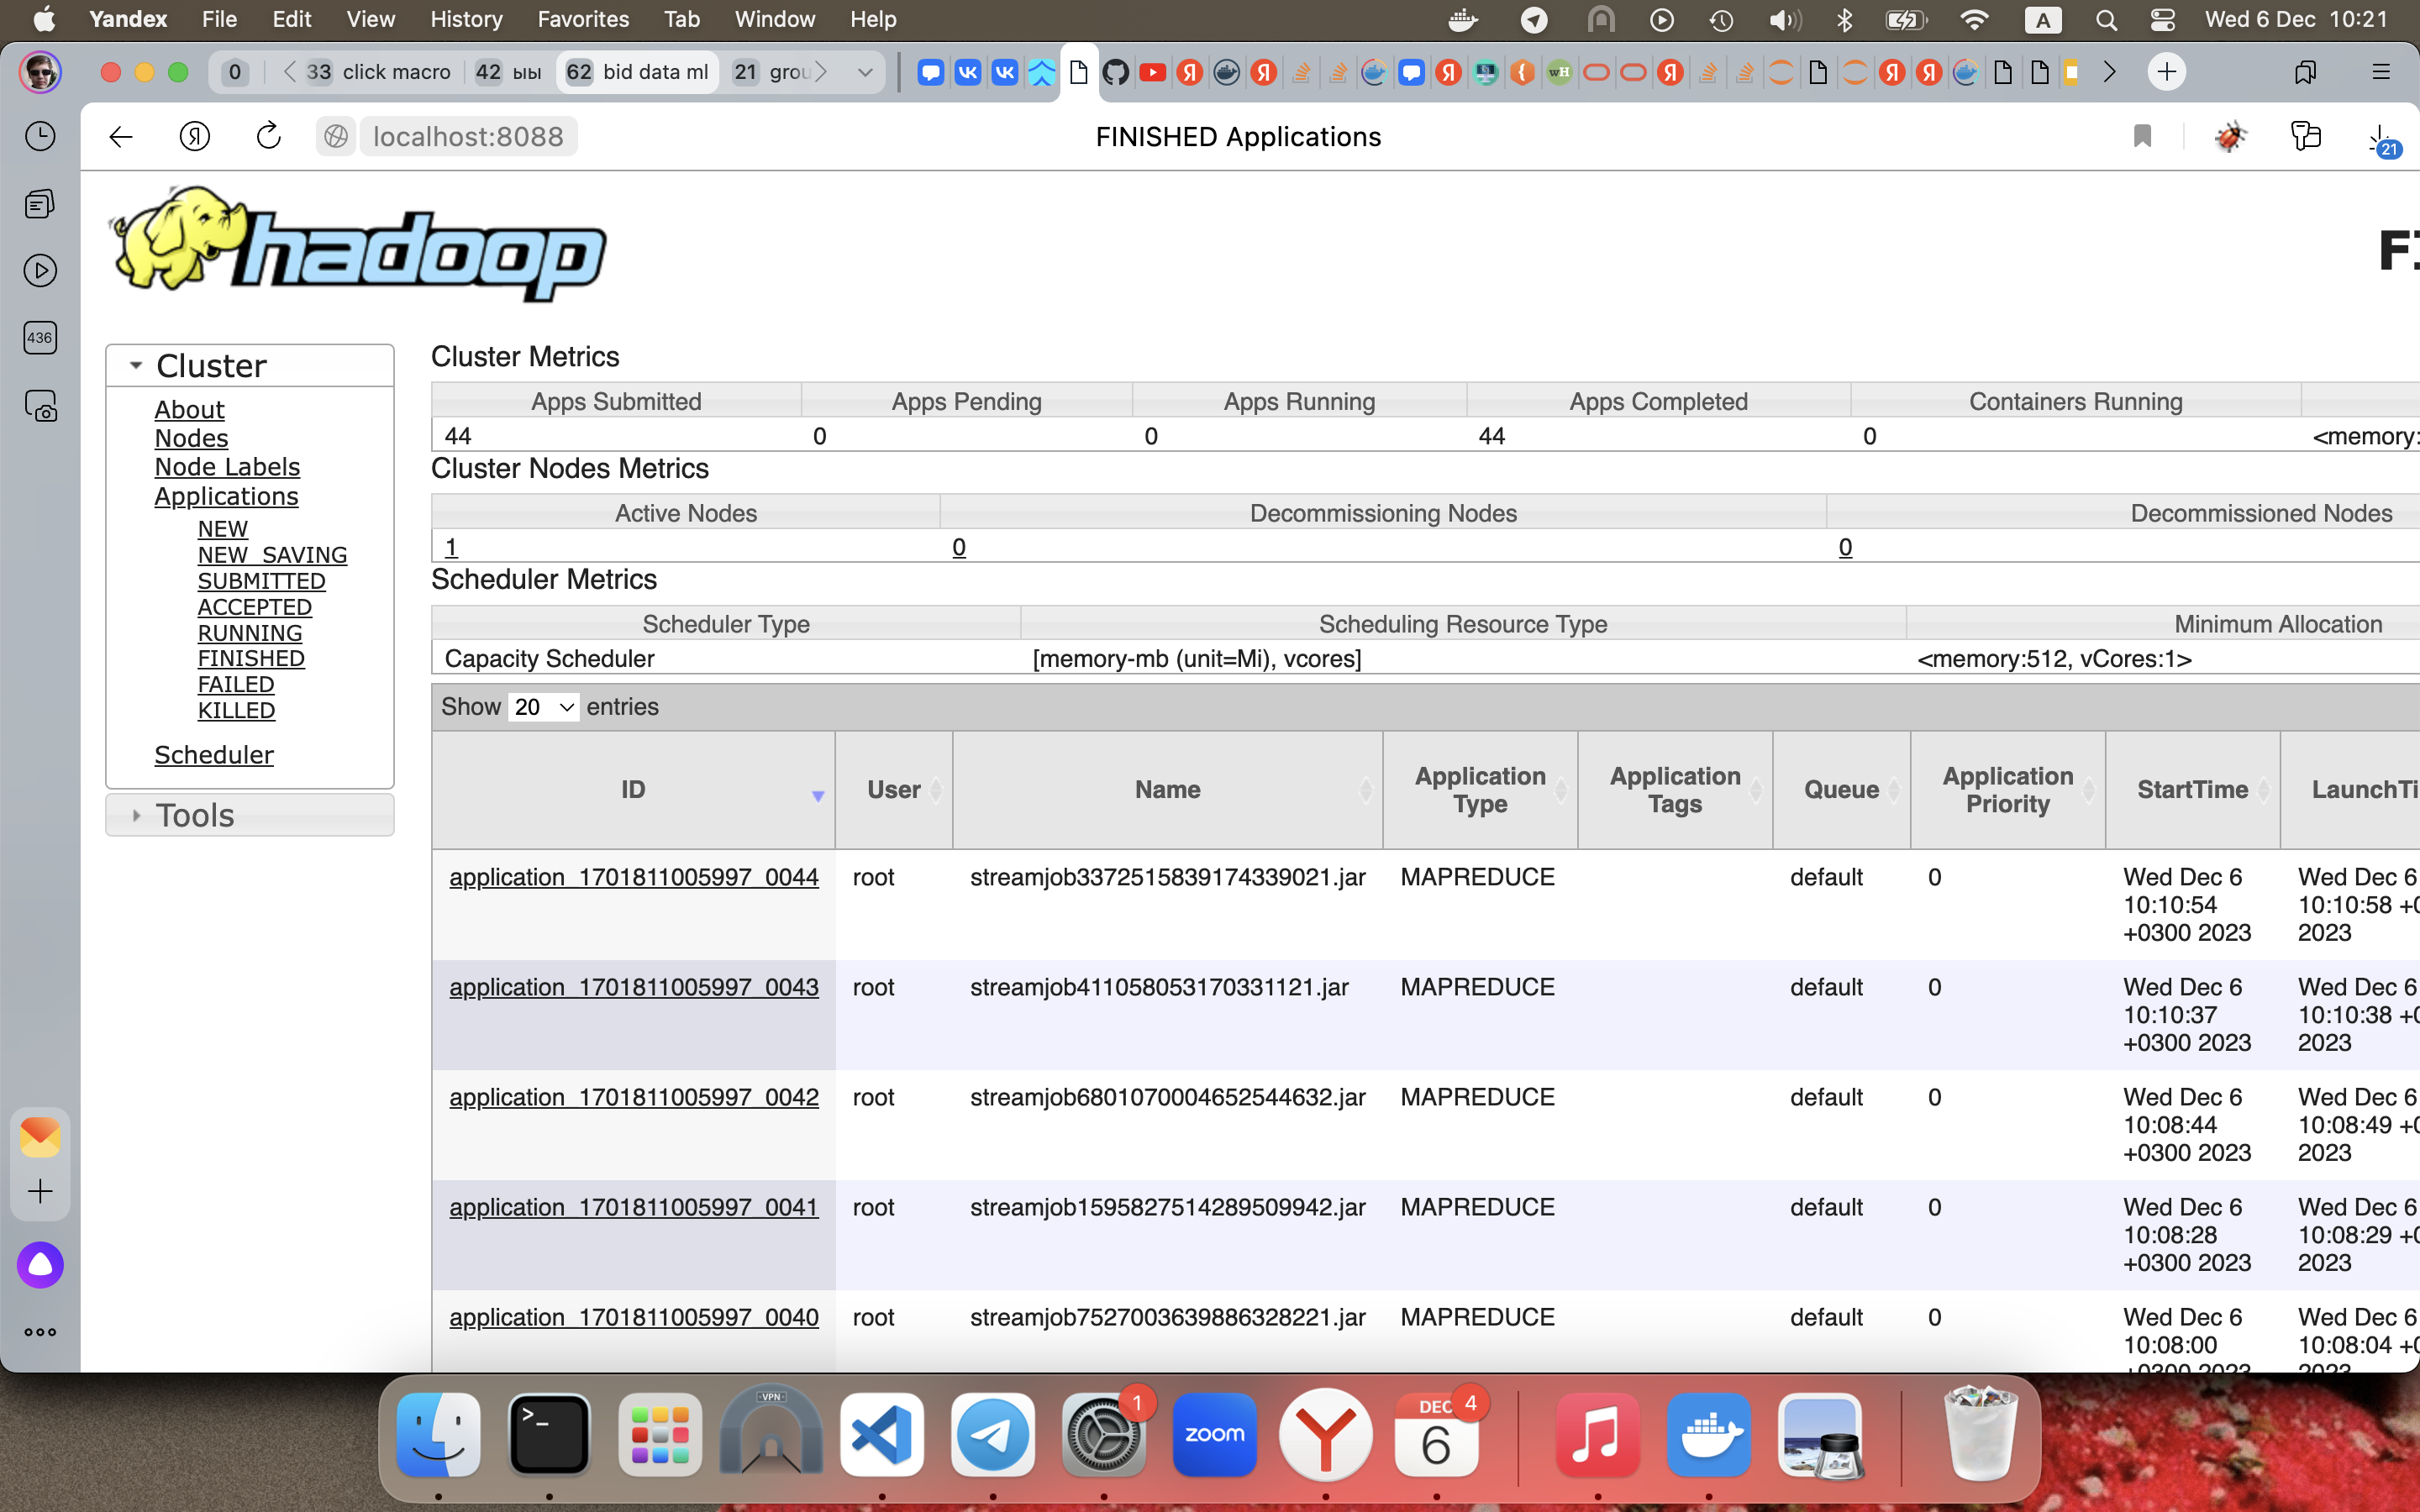 Yandex File Edit View History Favorites Tab Window Help A Wed 6 Dec 10:21
0 33 click macro 42 ыы 62 bid data ml 21 grou
Я localhost:8088 FINISHED Applications 21
436
hadoop
FI
Cluster
About
Nodes
Node Labels
Applications
NEW
NEW_SAVING
SUBMITTED
ACCEPTED
RUNNING
FINISHED
FAILED
KILLED
Scheduler
Tools
Cluster Metrics
Apps Submitted Apps Pending Apps Running Apps Completed Containers Running
44 0 0 44 0 <memory:
Cluster Nodes Metrics
Active Nodes Decommissioning Nodes Decommissioned Nodes
1 0 0
Scheduler Metrics
Scheduler Type Scheduling Resource Type Minimum Allocation
Capacity Scheduler [memory-mb (unit=Mi), vcores] <memory:512, vCores:1>
Show 20 entries
ID User Name Application Type Application Tags Queue Application Priority StartTime LaunchTi
application_1701811005997_0044 root streamjob3372515839174339021.jar MAPREDUCE default 0 Wed Dec 6 Wed Dec 6
10:10:54 10:10:58 +0
+0300 2023 2023
application_1701811005997_0043 root streamjob411058053170331121.jar MAPREDUCE default 0 Wed Dec 6 Wed Dec 6
10:10:37 10:10:38 +0
+0300 2023 2023
application_1701811005997_0042 root streamjob6801070004652544632.jar MAPREDUCE default 0 Wed Dec 6 Wed Dec 6
10:08:44 10:08:49 +0
+0300 2023 2023
application_1701811005997_0041 root streamjob1595827514289509942.jar MAPREDUCE default 0 Wed Dec 6 Wed Dec 6
10:08:28 10:08:29 +0
+0300 2023 2023
application_1701811005997_0040 root streamjob7527003639886328221.jar MAPREDUCE default 0 Wed Dec 6 Wed Dec 6
10:08:00 10:08:04 +0
+0300 2023 2023
VPN 1 zoom DEC 6 4